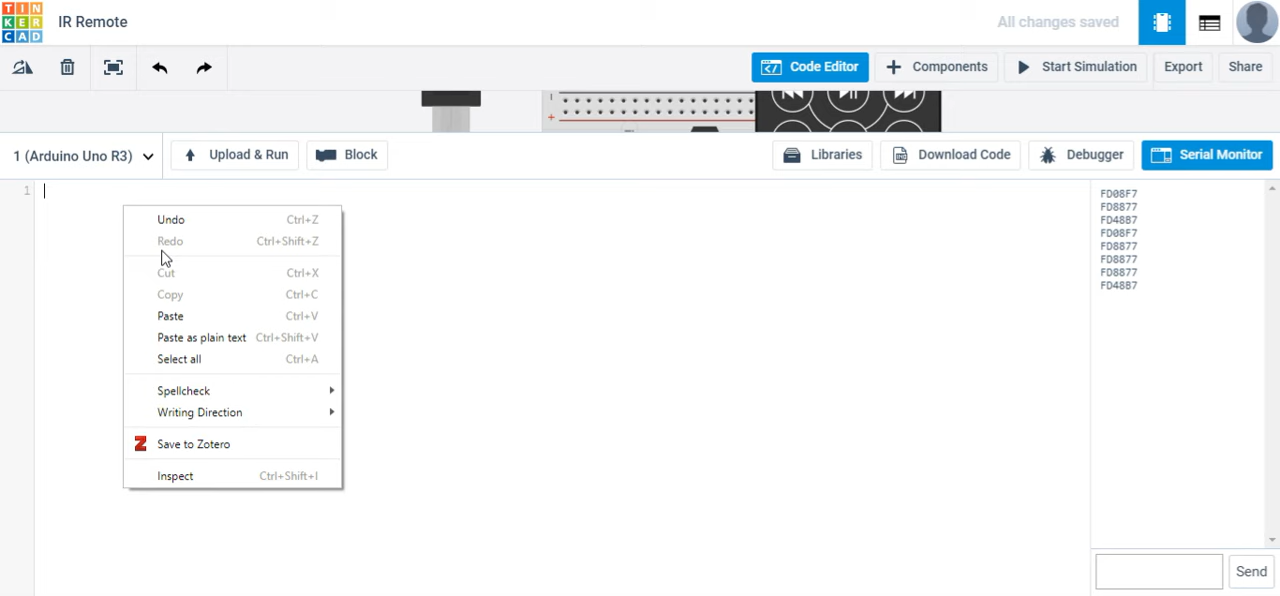 TIN
KER
CAD
IR Remote
All changes saved
Code Editor
Components
Start Simulation
Export
Share
1 (Arduino Uno R3)
Upload & Run
Block
Libraries
Download Code
Debugger
Serial Monitor
1
Undo Ctrl+Z
Redo Ctrl+Shift+Z
Cut Ctrl+X
Copy Ctrl+C
Paste Ctrl+V
Paste as plain text Ctrl+Shift+V
Select all Ctrl+A
Spellcheck
Writing Direction
Z Save to Zotero
Inspect Ctrl+Shift+I
FD08F7
FD8877
FD48B7
FD08F7
FD8877
FD8877
FD8877
FD48B7
Send